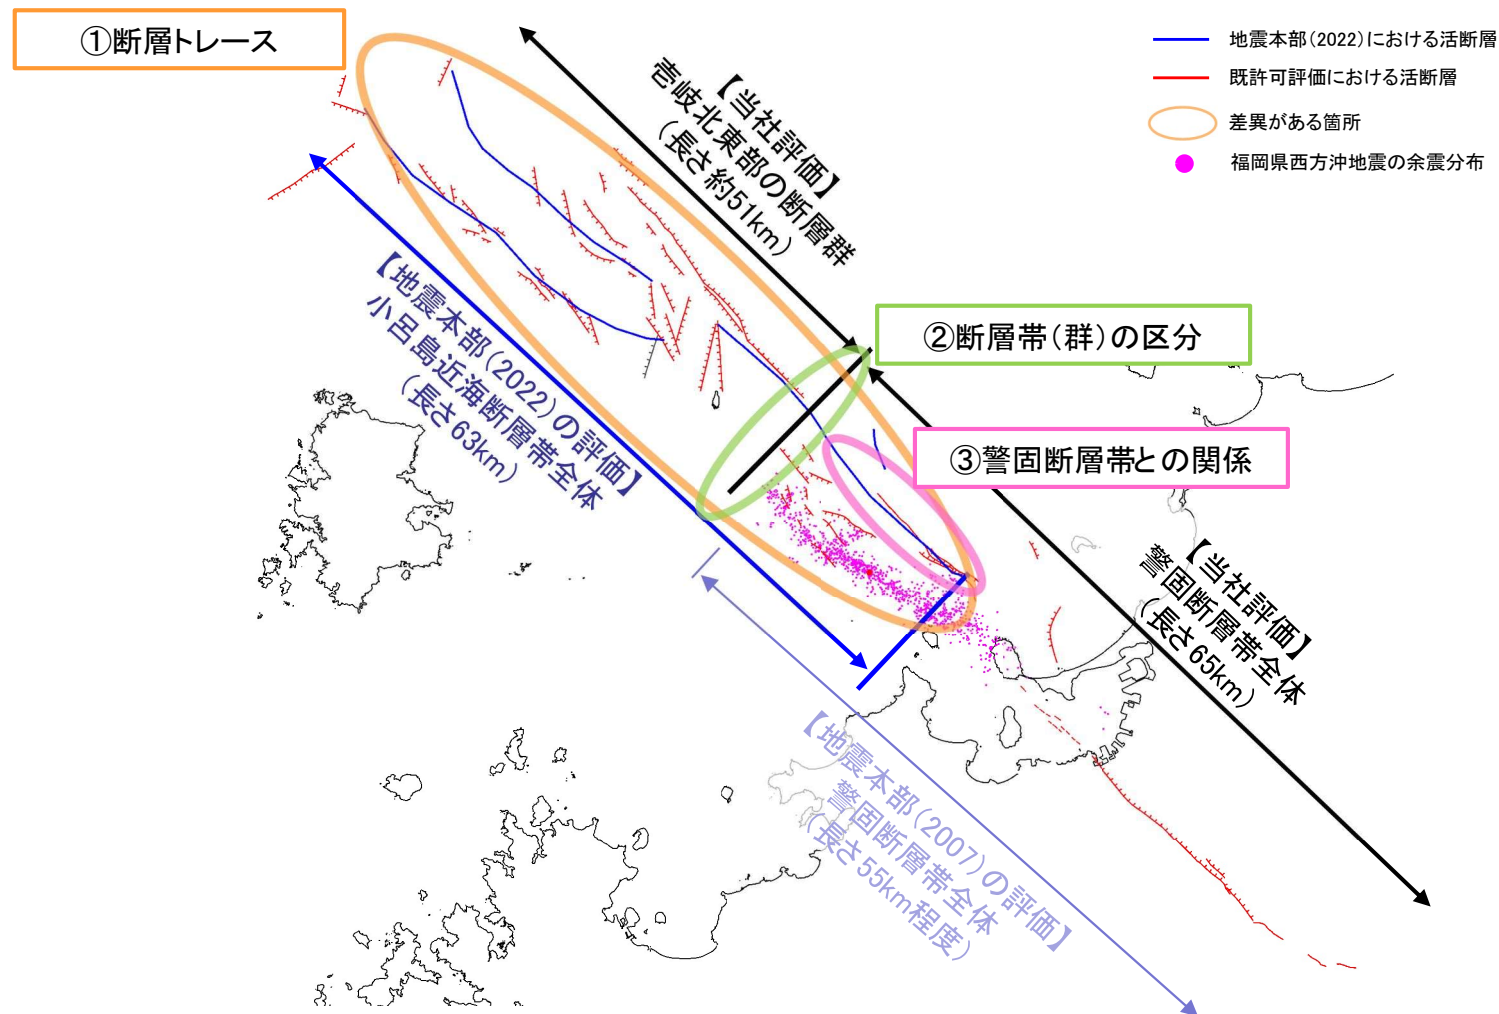 ①断層トレース
地震本部(2022)における活断層
既許可評価における活断層
差異がある箇所
福岡県西方沖地震の余震分布
【当社評価】
壱岐北東部の断層群
(長さ約51km)
【地震本部(2022)の評価】
小呂島近海断層帯全体
(長さ63km)
②断層帯(群)の区分
③警固断層帯との関係
【当社評価】
警固断層帯全体
(長さ65km)
【地震本部(2007)の評価】
警固断層帯全体
(長さ55km程度)